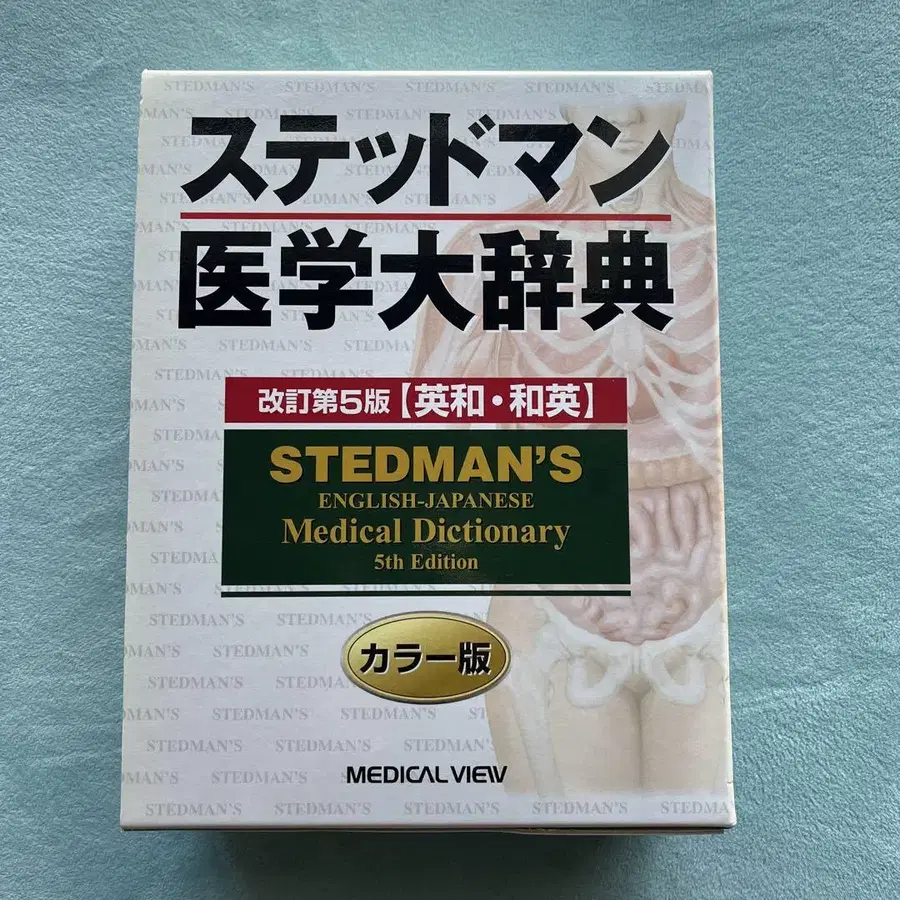 ステッドマン
医学大辞典
改訂第5版【英和・和英】
STEDMAN'S
ENGLISH-JAPANESE
Medical Dictionary
5th Edition
カラー版
MEDICAL VIEW